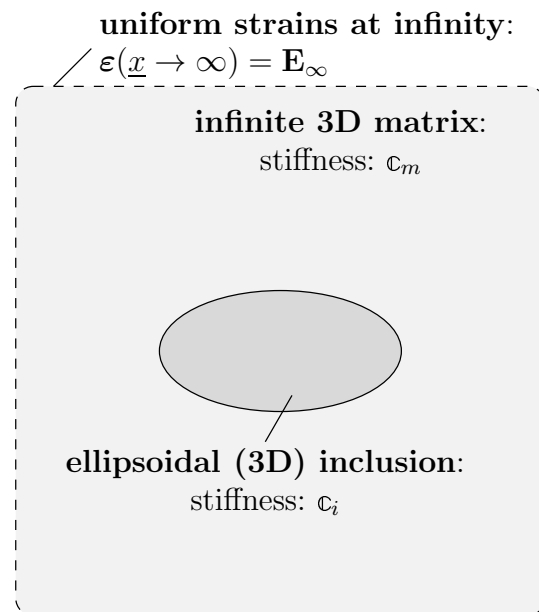 uniform strains at infinity:
𝛆(x̲ → ∞) = 𝐄∞
infinite 3D matrix:
stiffness: ℂₘ
ellipsoidal (3D) inclusion:
stiffness: ℂᵢ